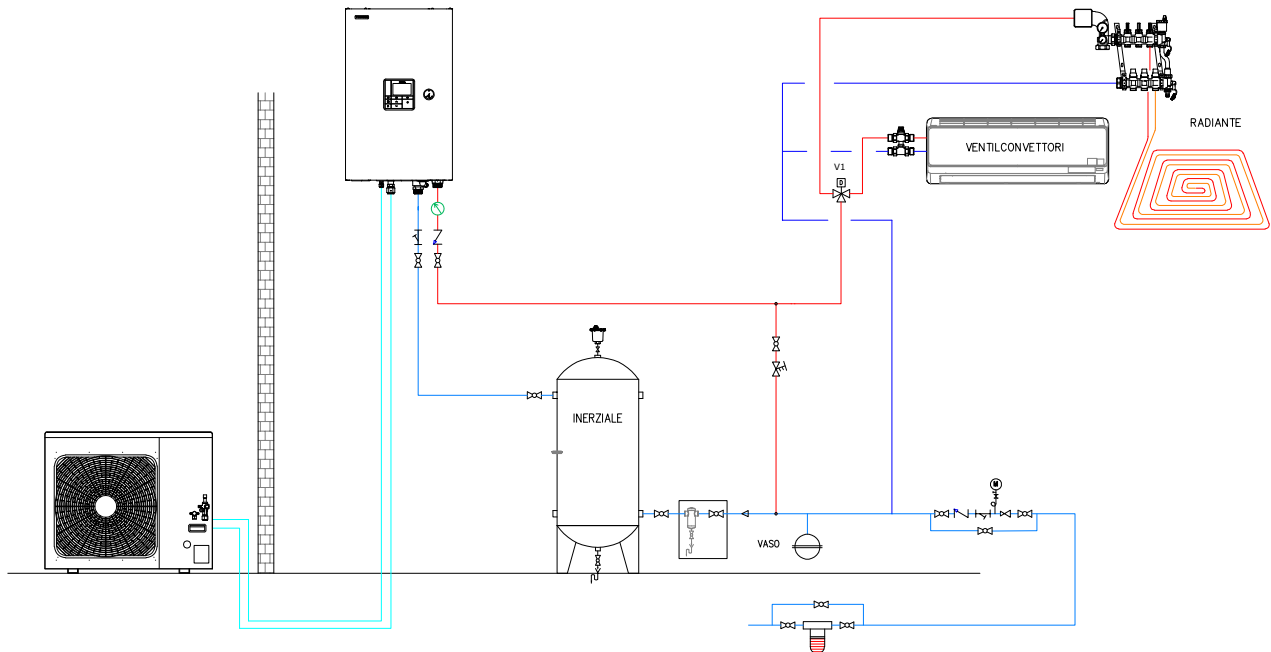 RADIANTE
VENTILCONVETTORI
V1
D
INERZIALE
M
VASO